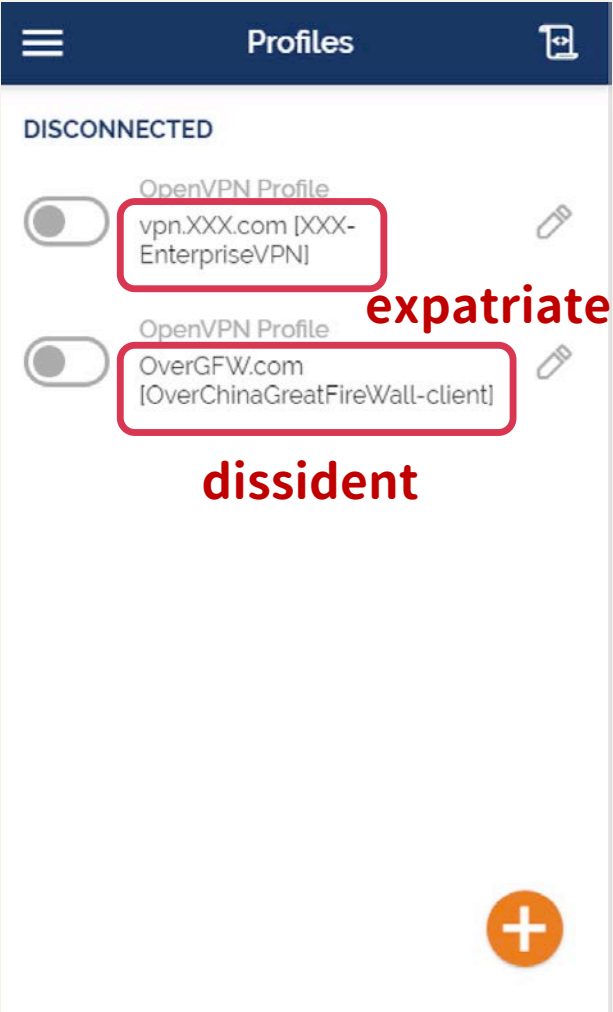 Profiles
DISCONNECTED
OpenVPN Profile
vpn.XXX.com [XXX-
EnterpriseVPN]
expatriate
OpenVPN Profile
OverGFW.com
[OverChinaGreatFireWall-client]
dissident